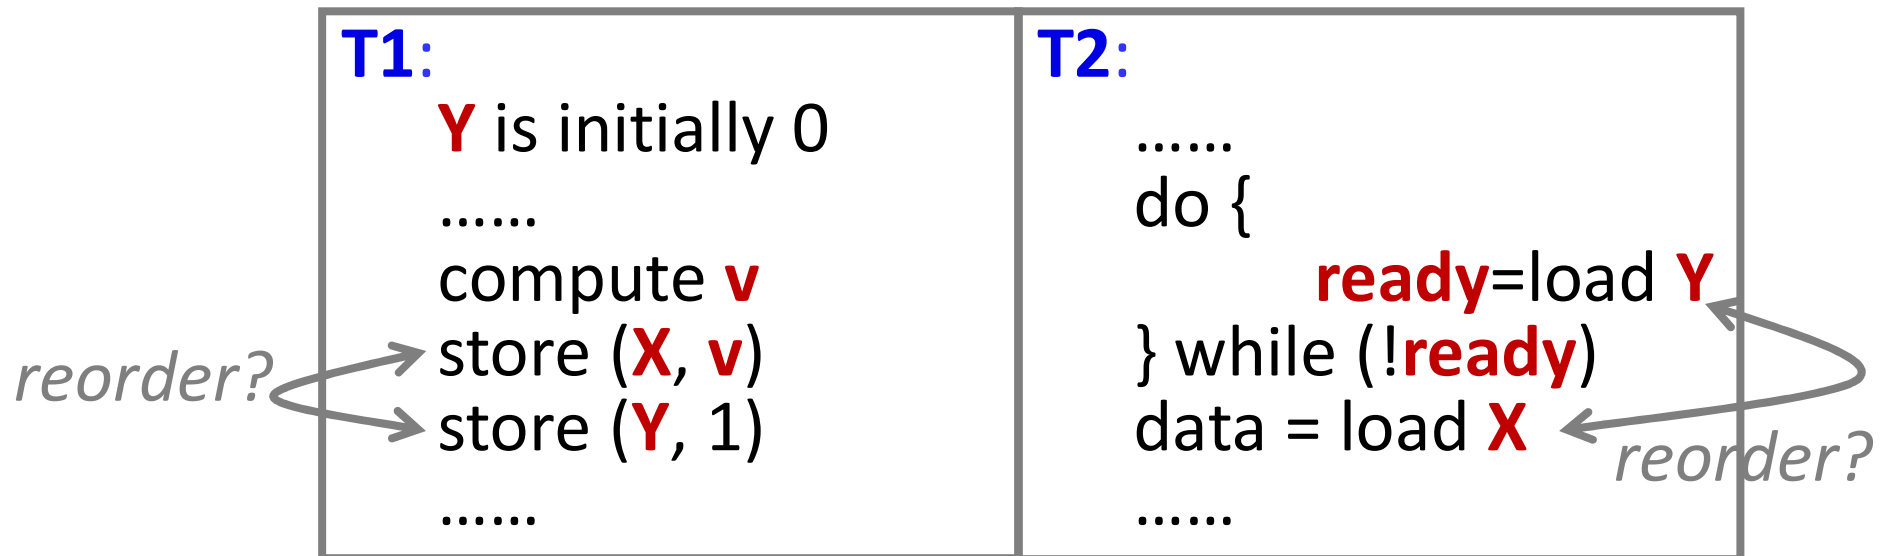 T1:
Y is initially 0
......
compute v
store (X, v)
store (Y, 1)
......
reorder?
T2:
......
do {
ready=load Y
} while (!ready)
data = load X
......
reorder?